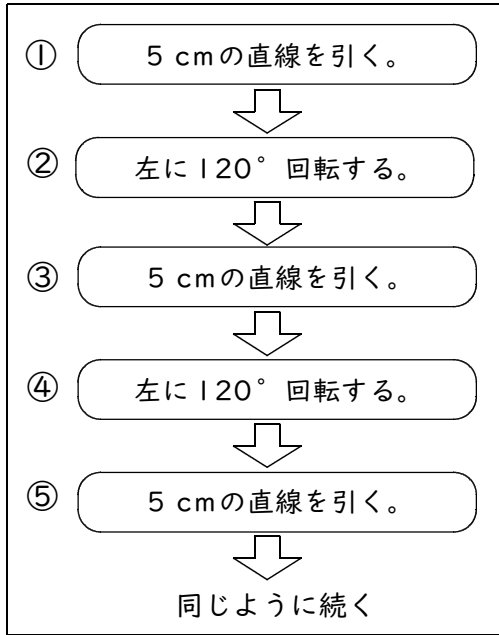 ① 5 cmの直線を引く。
② 左に120°回転する。
③ 5 cmの直線を引く。
④ 左に120°回転する。
⑤ 5 cmの直線を引く。
同じように続く